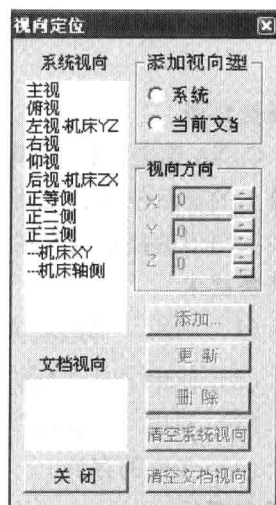 视向定位
系统视向
主视
俯视
左视-机床YZ
右视
仰视
后视-机床ZX
正等侧
正二侧
正三侧
---机床XY
---机床轴侧
文档视向
关 闭
添加视向类型
系统
当前文档
视向方向
X 0
Y 0
Z 0
添加...
更 新
删 除
清空系统视向
清空文档视向